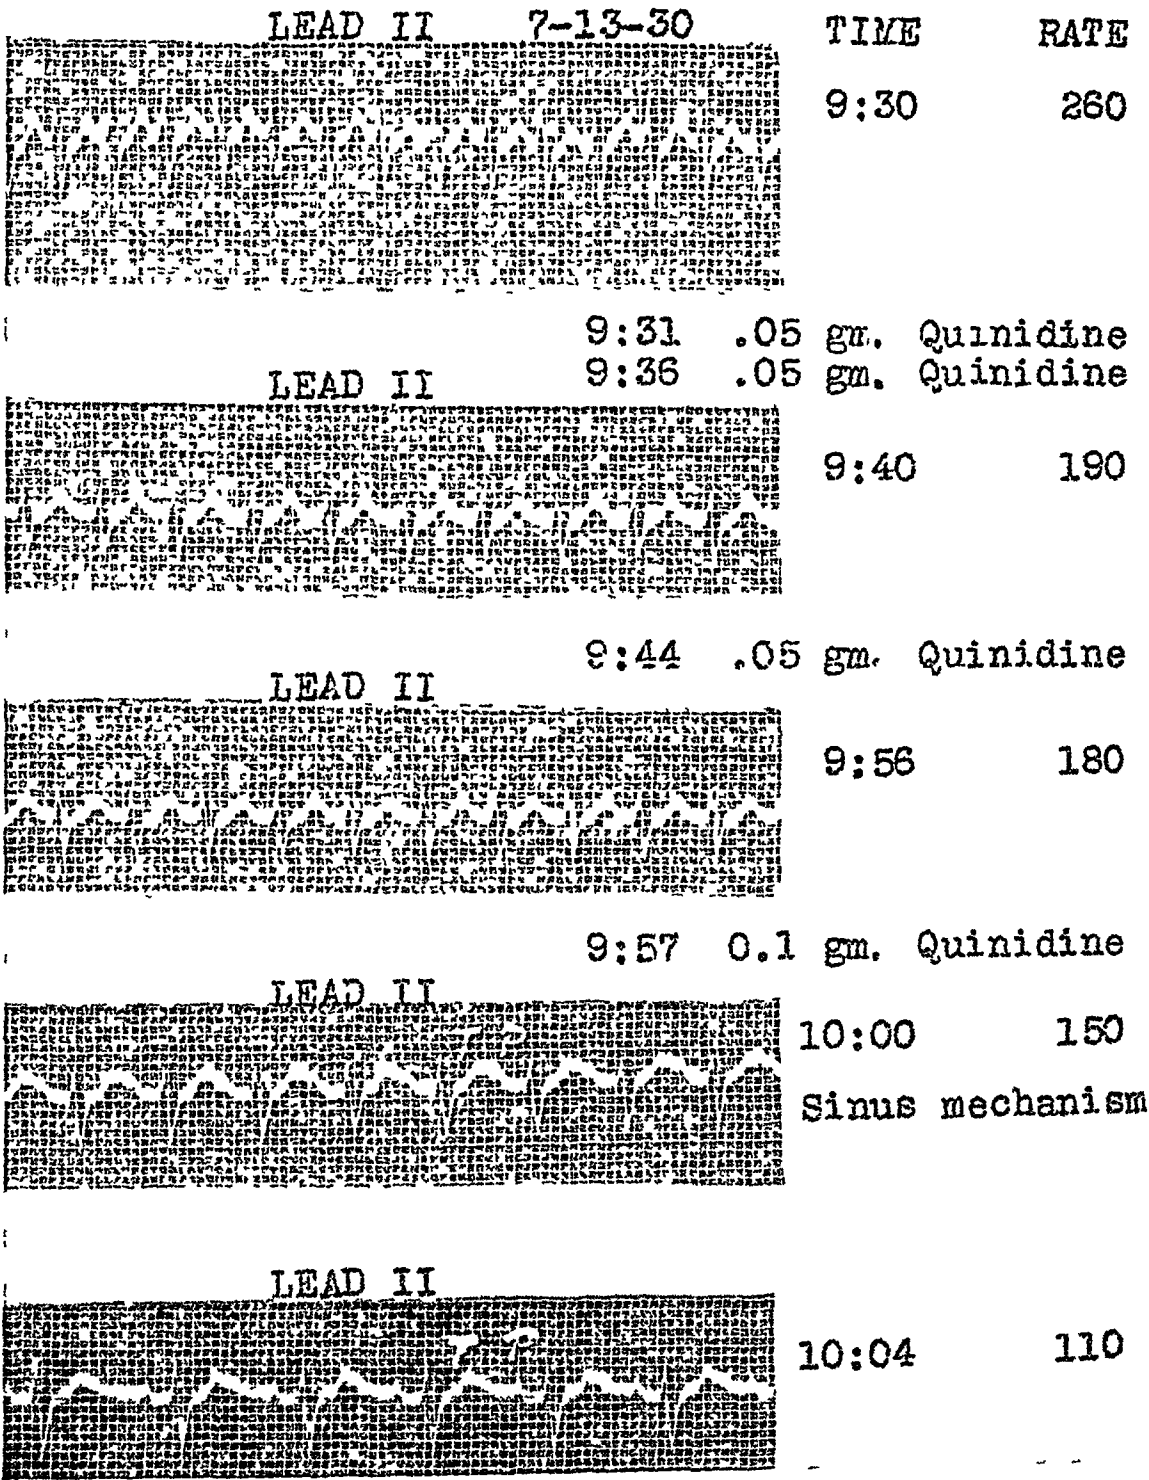 LEAD II 7-13-30 TIME RATE
9:30 260
9:31 .05 gm. Quinidine
9:36 .05 gm. Quinidine
LEAD II
9:40 190
9:44 .05 gm. Quinidine
LEAD II
9:56 180
9:57 0.1 gm. Quinidine
LEAD II
10:00 150
Sinus mechanism
LEAD II
10:04 110